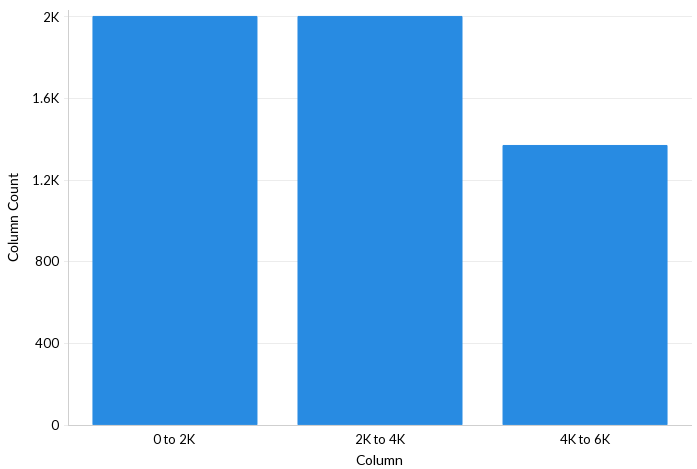 2K
1.6K
1.2K
800
400
0
Column Count
0 to 2K
2K to 4K
4K to 6K
Column